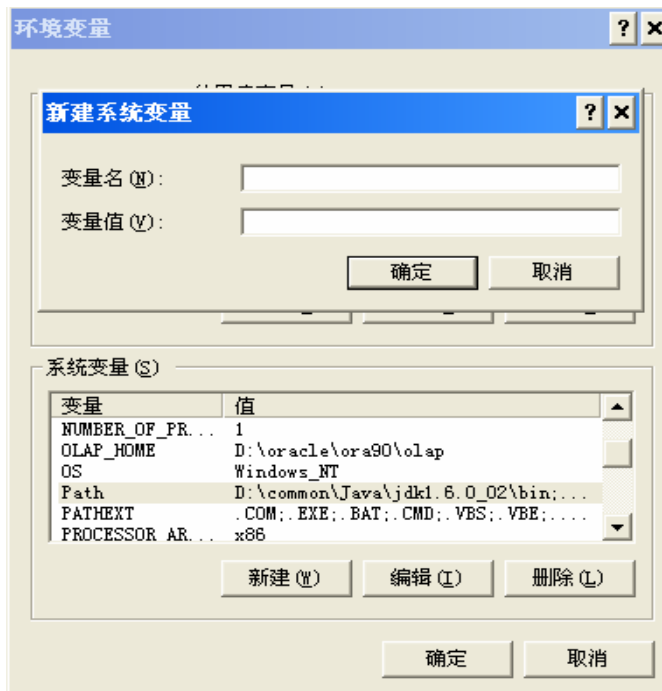 环境变量
新建系统变量
变量名(N):
变量值(V):
确定 取消
系统变量(S)
变量 值
NUMBER_OF_PR... 1
OLAP_HOME D:\oracle\ora90\olap
OS Windows_NT
Path D:\common\Java\jdk1.6.0_02\bin;...
PATHEXT .COM;.EXE;.BAT;.CMD;.VBS;.VBE;....
PROCESSOR_AR... x86
新建(W) 编辑(I) 删除(L)
确定 取消